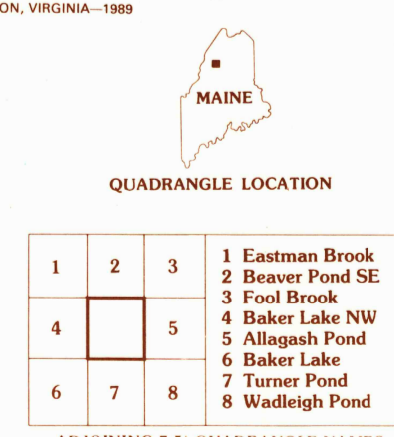 ON, VIRGINIA—1989
MAINE
QUADRANGLE LOCATION
1 2 3
4 5
6 7 8
1 Eastman Brook
2 Beaver Pond SE
3 Fool Brook
4 Baker Lake NW
5 Allagash Pond
6 Baker Lake
7 Turner Pond
8 Wadleigh Pond